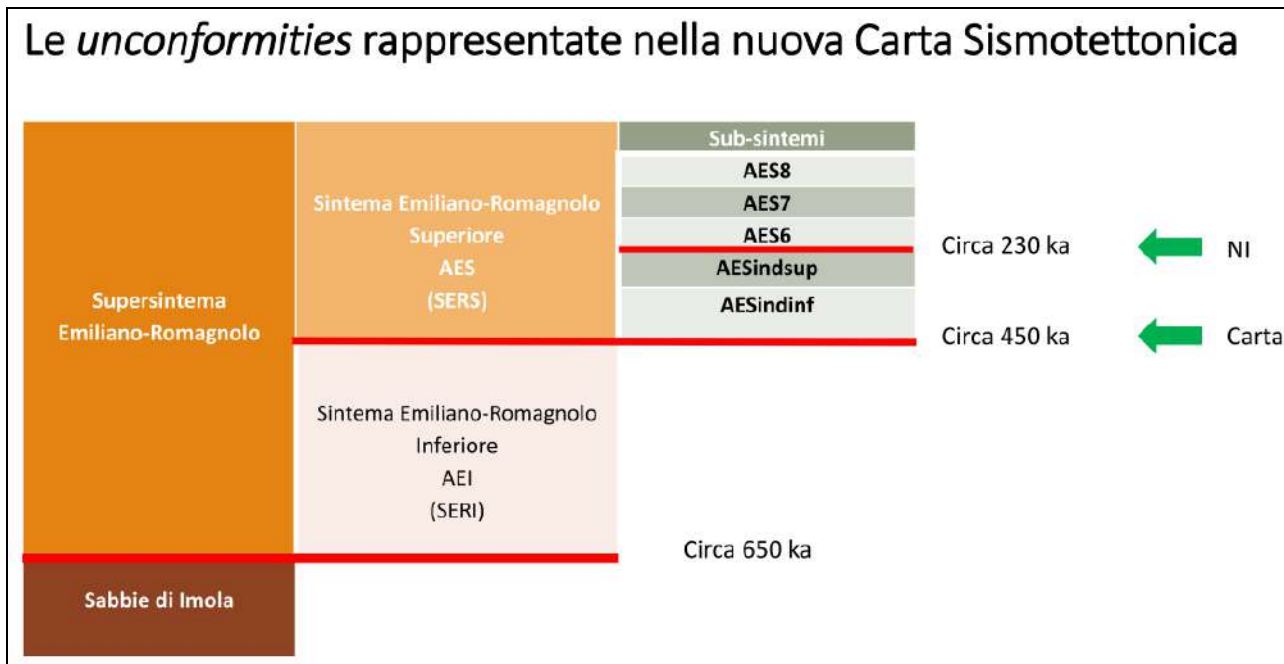 Le unconformities rappresentate nella nuova Carta Sismotettonica
Supersintema
Emiliano-Romagnolo
Sabbie di Imola
Sintema Emiliano-Romagnolo
Superiore
AES
(SERS)
Sintema Emiliano-Romagnolo
Inferiore
AEI
(SERI)
Sub-sintemi
AES8
AES7
AES6
AESindsup
AESindinf
Circa 230 ka
NI
Circa 450 ka
Carta
Circa 650 ka